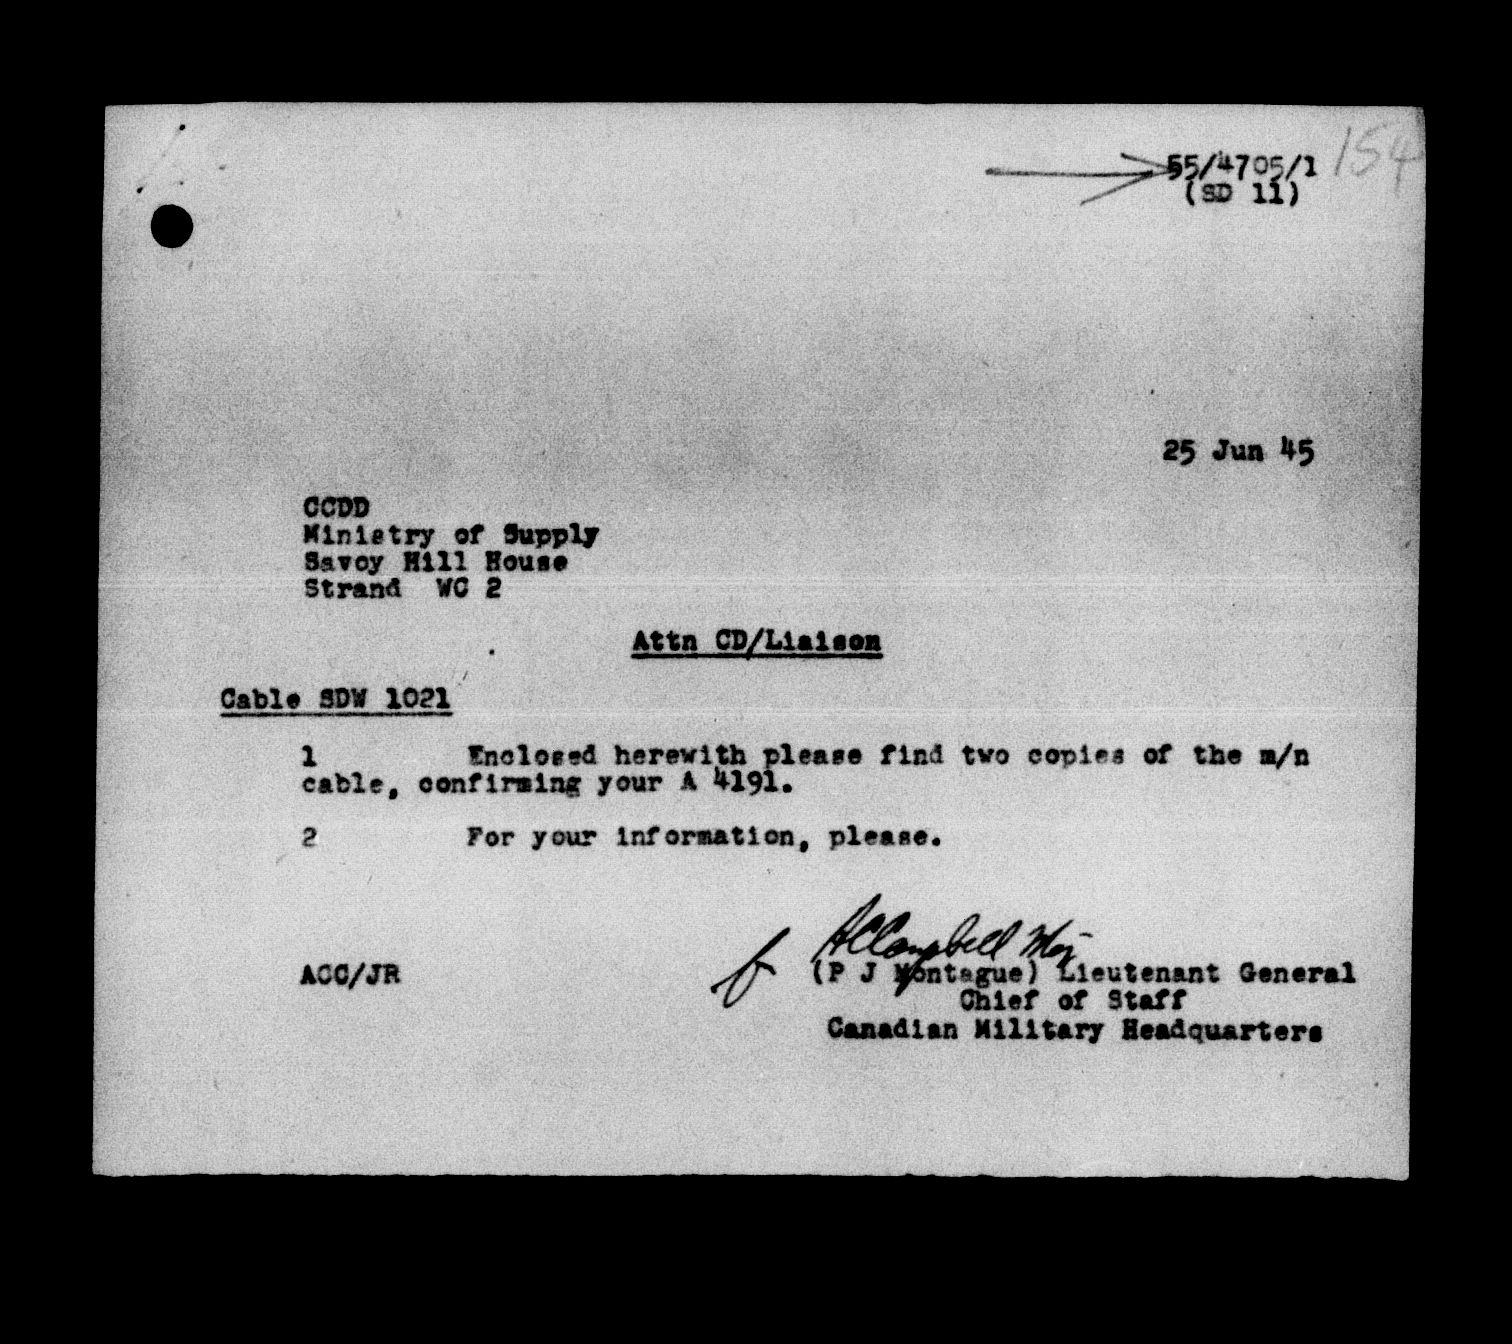 154
55/4705/1
(SD 11)
25 Jun 45
CCDD
Ministry of Supply
Savoy Hill House
Strand WC 2
Attn CD/Liaison
Cable SDW 1021
1 Enclosed herewith please find two copies of the m/n
cable, confirming your A 4191.
2 For your information, please.
ACCampbell Maj
ACC/JR f (P J Montague) Lieutenant General
Chief of Staff
Canadian Military Headquarters